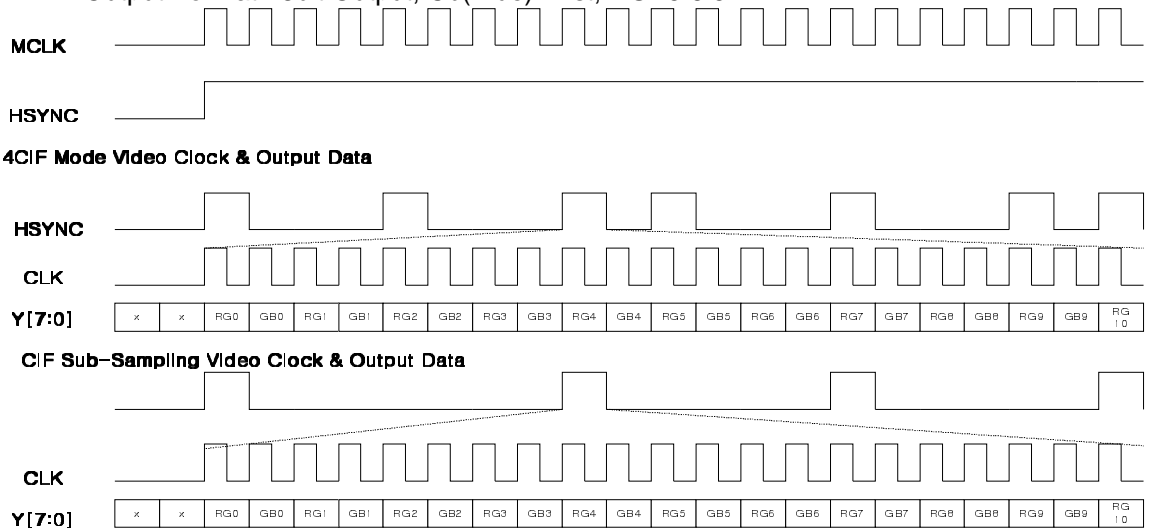 MCLK
HSYNC
4CIF Mode Video Clock & Output Data
HSYNC
CLK
Y[7:0] x x RG0 GB0 RG1 GB1 RG2 GB2 RG3 GB3 RG4 GB4 RG5 GB5 RG6 GB6 RG7 GB7 RG8 GB8 RG9 GB9 RG 10
CIF Sub-Sampling Video Clock & Output Data
CLK
Y[7:0] x x RG0 GB0 RG1 GB1 RG2 GB2 RG3 GB3 RG4 GB4 RG5 GB5 RG6 GB6 RG7 GB7 RG8 GB8 RG9 GB9 RG 10